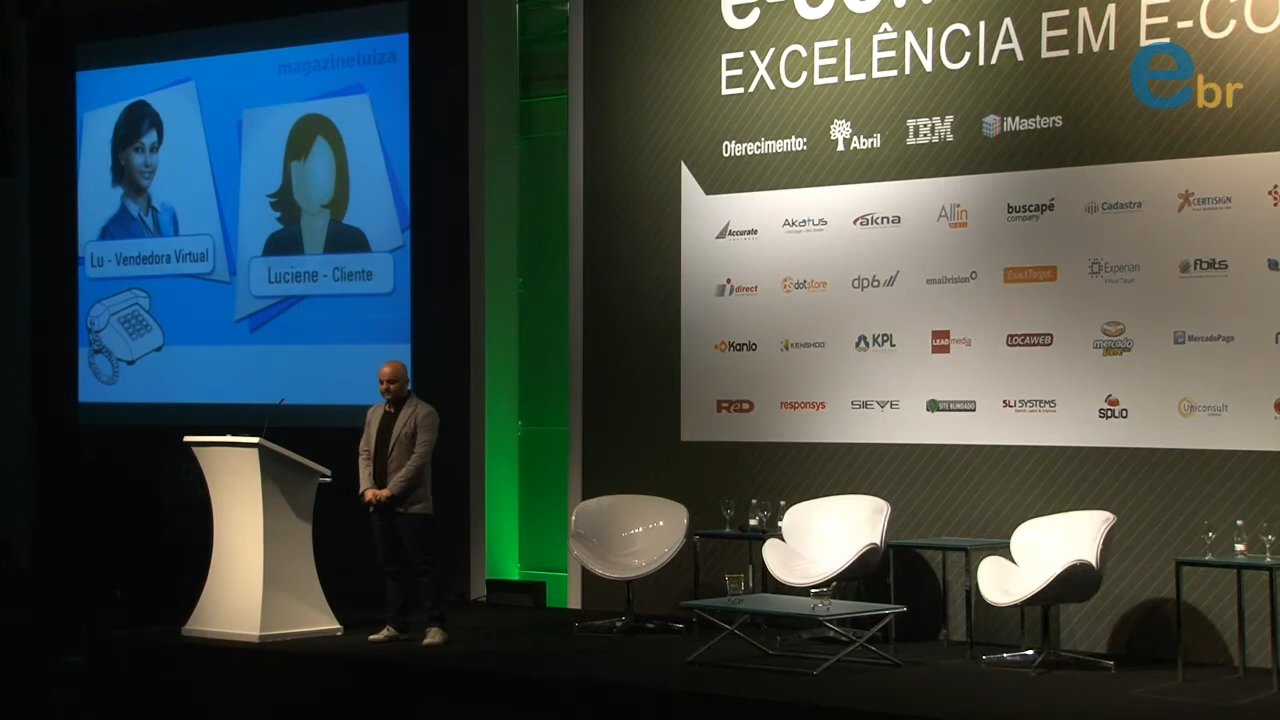 magazineluiza
Lu - Vendedora Virtual
Luciene - Cliente
EXCELÊNCIA EM E-CO
ebr
Oferecimento:
Abril
IBM
iMasters
Accurate
AKATUS
akna
Allin
buscapé
company
Cadastra
CERTISIGN
direct
dotstore
dp6
emailvision
ExactTarget.
Experian
fbits
Kanlo
KENSHOO
KPL
LEAD media
LOCAWEB
mercado
livre
MercadoPago
ReD
responsys
SIEVE
SITE BLINDADO
SLI SYSTEMS
splio
Uniconsult